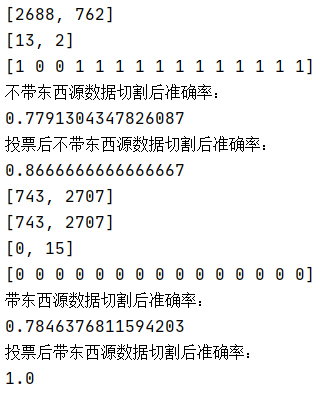 [2688, 762]
[13, 2]
[1 0 0 1 1 1 1 1 1 1 1 1 1 1 1]
不带东西源数据切割后准确率：
0.7791304347826087
投票后不带东西源数据切割后准确率：
0.8666666666666667
[743, 2707]
[743, 2707]
[0, 15]
[0 0 0 0 0 0 0 0 0 0 0 0 0 0 0]
带东西源数据切割后准确率：
0.7846376811594203
投票后带东西源数据切割后准确率：
1.0